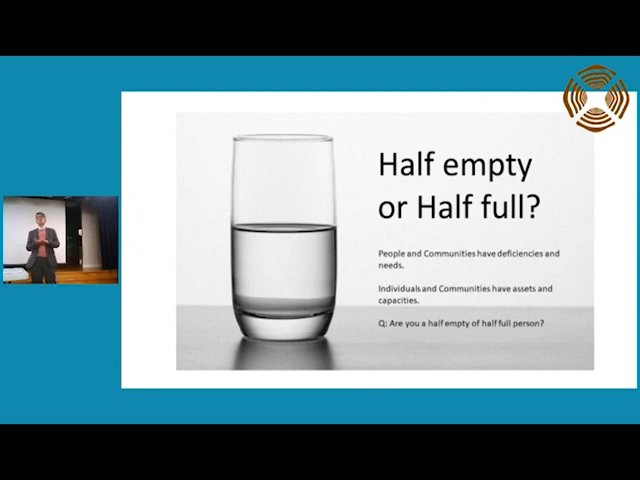 Half empty
or Half full?
People and Communities have deficiencies and
needs.
Individuals and Communities have assets and
capacities.
Q: Are you a half empty of half full person?